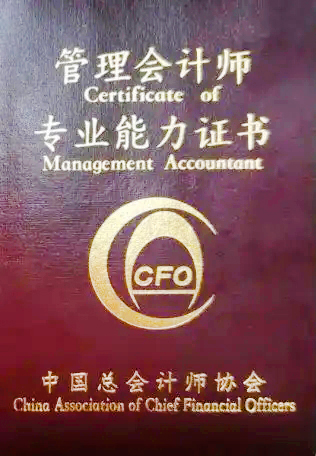 管理会计师
Certificate of
专业能力证书
Management Accountant
CFO
中国总会计师协会
China Association of Chief Financial Officers